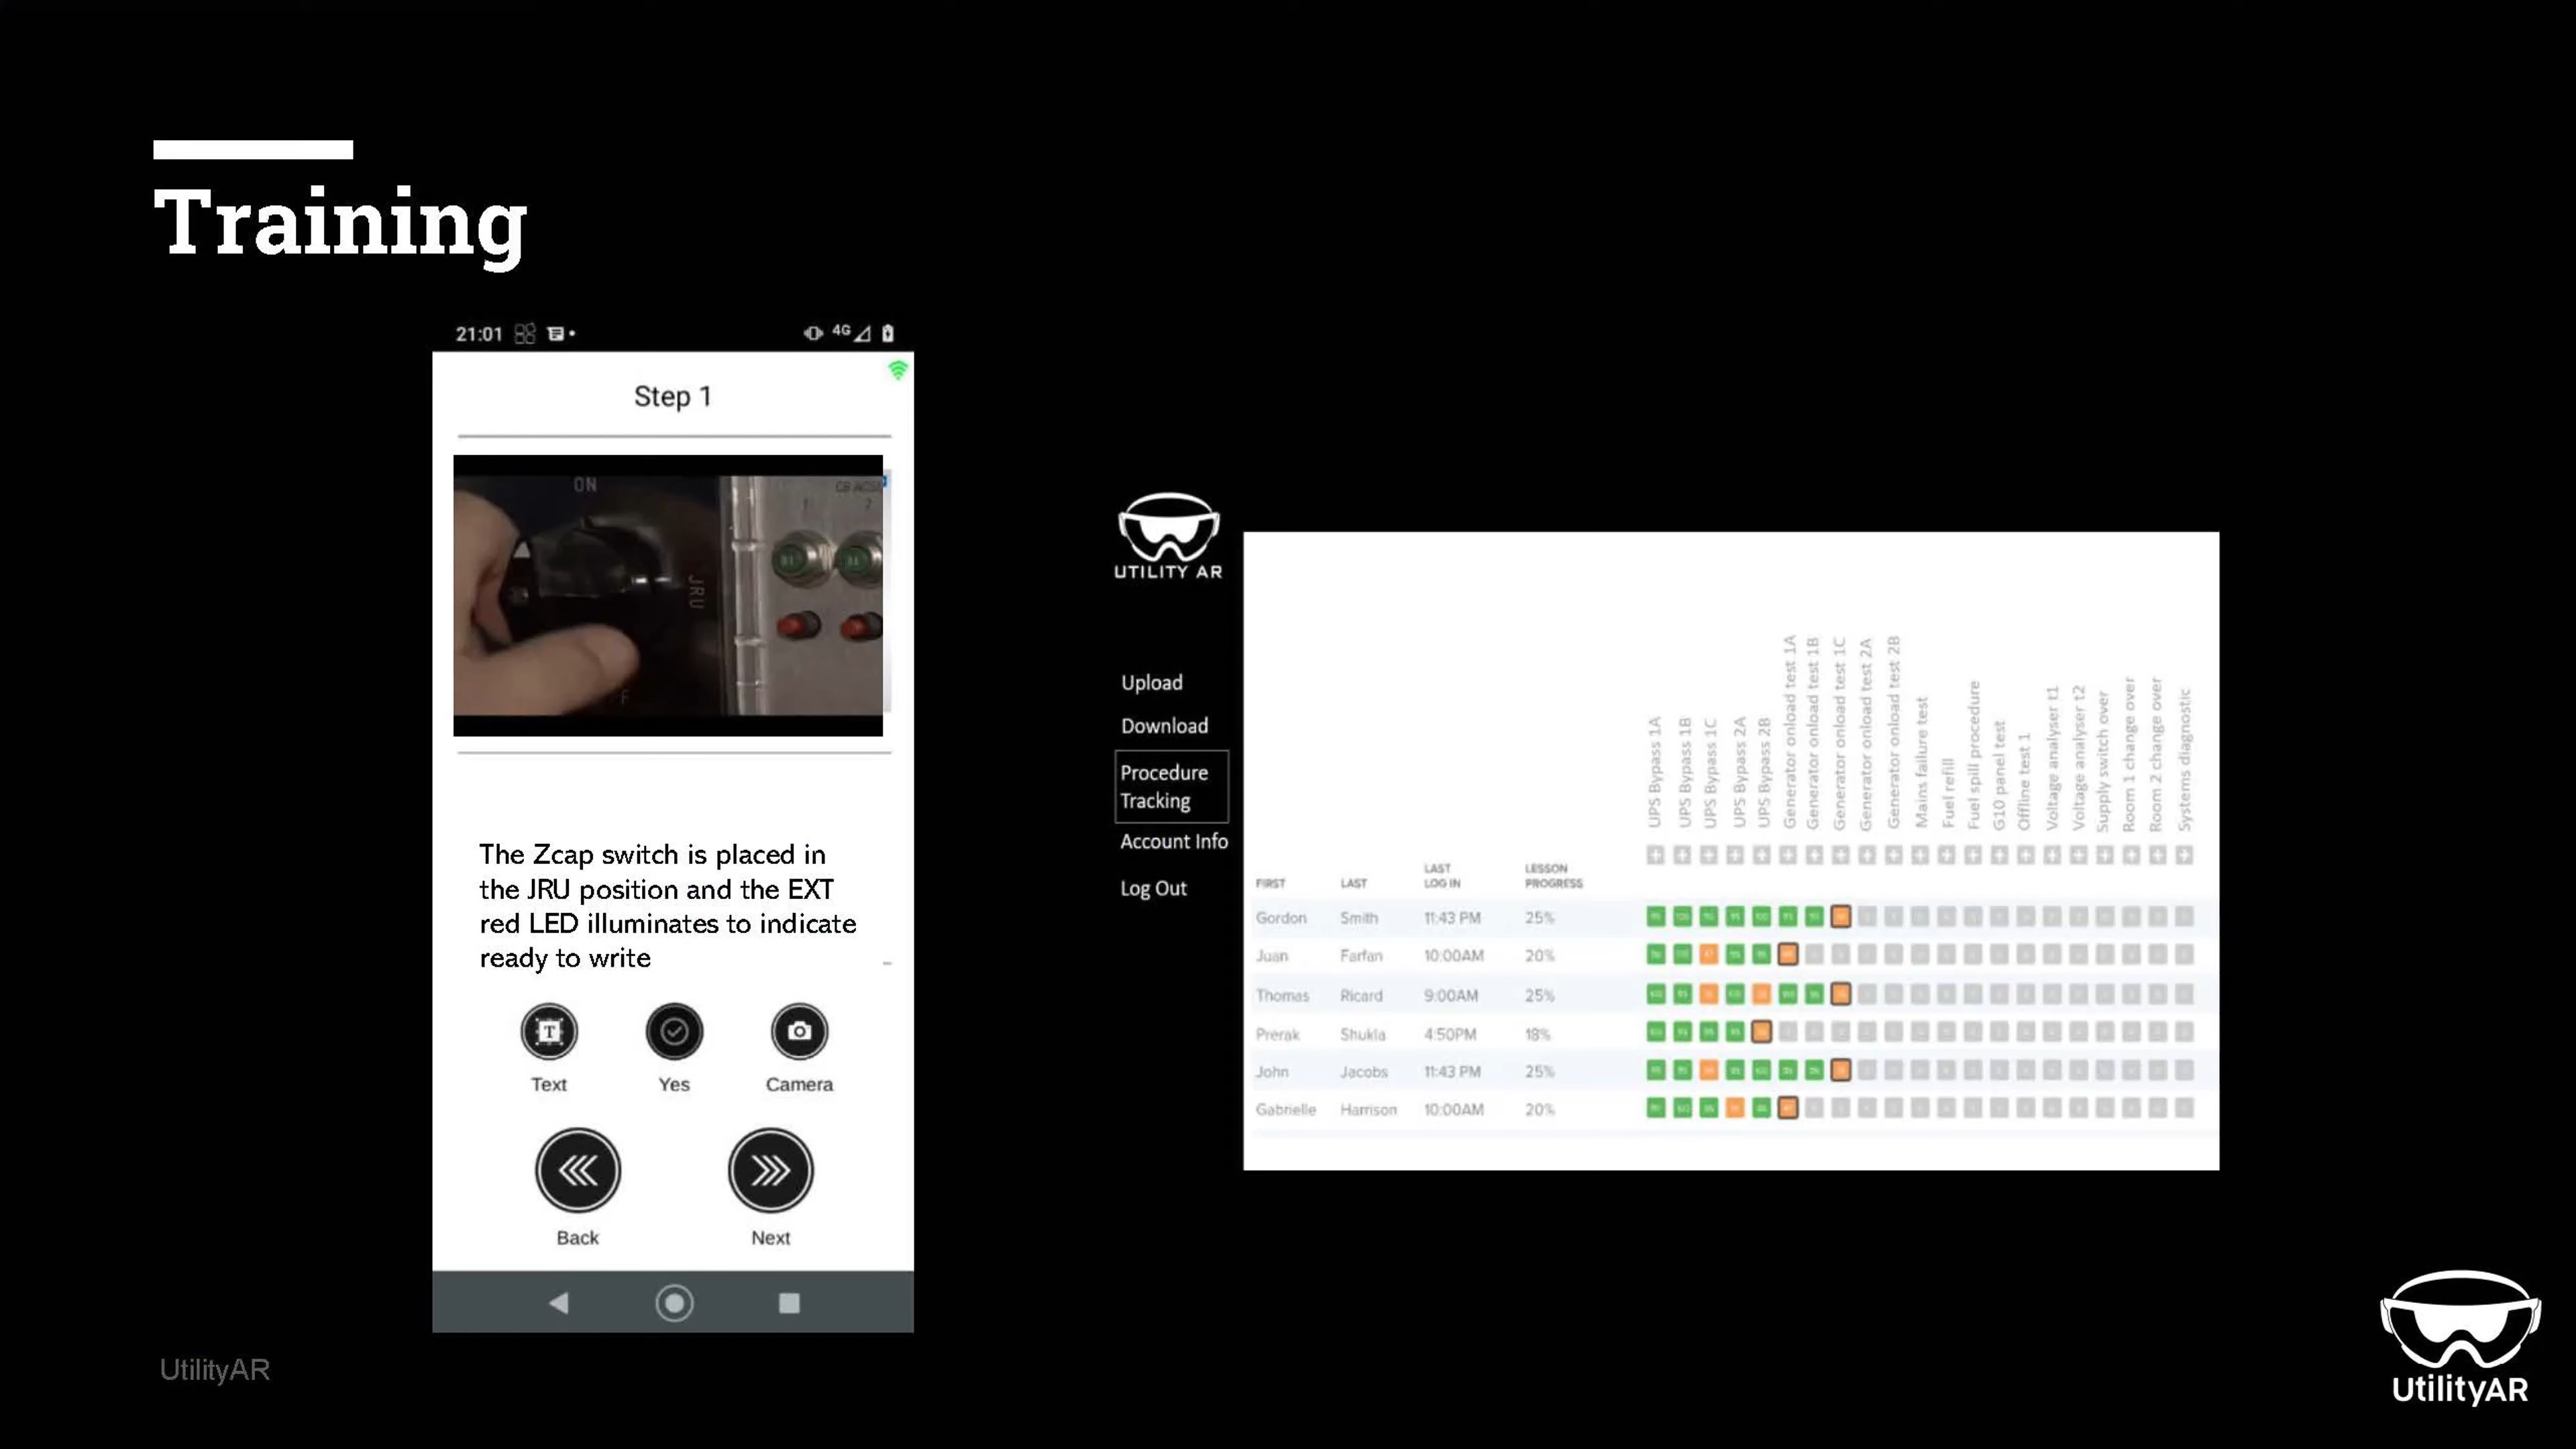 Training
21:01
4G
Step 1
ON
JRU
1
2
F
The Zcap switch is placed in
the JRU position and the EXT
red LED illuminates to indicate
ready to write
Text
Yes
Camera
Back
Next
UTILITY AR
Upload
Download
Procedure
Tracking
Account Info
Log Out
UPS Bypass 1A
UPS Bypass 1B
UPS Bypass 1C
UPS Bypass 2A
UPS Bypass 2B
Generator onload test 1A
Generator onload test 1B
Generator onload test 1C
Generator onload test 2A
Generator onload test 2B
Mains failure test
Fuel refill
Fuel spill procedure
G10 panel test
Offline test 1
Voltage analyser t1
Voltage analyser t2
Supply switch over
Room 1 change over
Room 2 change over
Systems diagnostic
FIRST LAST LAST LOG IN LESSON PROGRESS
Gordon Smith 11:43 PM 25%
Juan Farfan 10:00AM 20%
Thomas Ricard 9:00AM 25%
Prerak Shukla 4:50PM 18%
John Jacobs 11:43 PM 25%
Gabrielle Harrison 10:00AM 20%
UtilityAR
UtilityAR